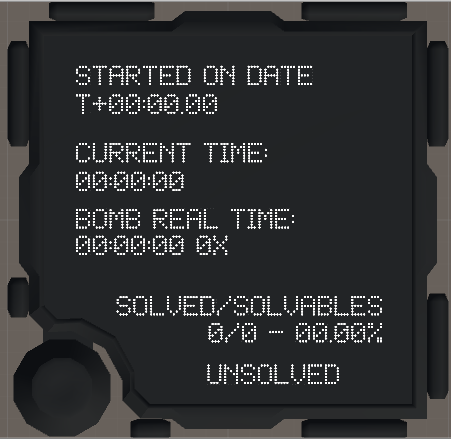 STARTED ON DATE
T+00:00.00
CURRENT TIME:
00:00:00
BOMB REAL TIME:
00:00:00 0X
SOLVED/SOLVABLES
0/0 - 00.00%
UNSOLVED